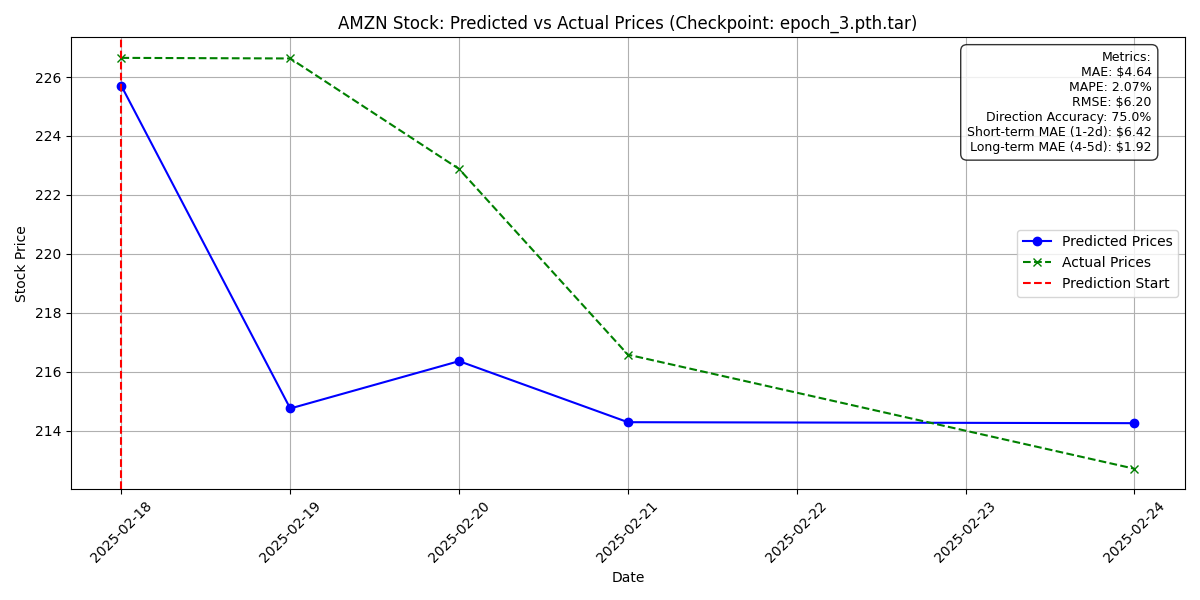 AMZN Stock: Predicted vs Actual Prices (Checkpoint: epoch_3.pth.tar)
Metrics:
MAE: $4.64
MAPE: 2.07%
RMSE: $6.20
Direction Accuracy: 75.0%
Short-term MAE (1-2d): $6.42
Long-term MAE (4-5d): $1.92
Predicted Prices
Actual Prices
Prediction Start
Stock Price
226
224
222
220
218
216
214
2025-02-18
2025-02-19
2025-02-20
2025-02-21
2025-02-22
2025-02-23
2025-02-24
Date